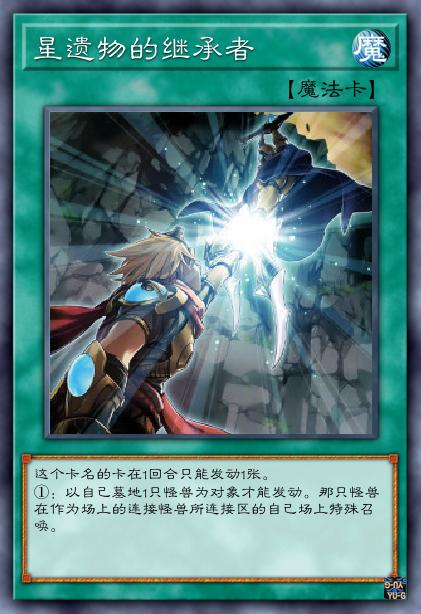 星遗物的继承者
魔
【魔法卡】
这个卡名的卡在1回合只能发动1张。
①：以自己墓地1只怪兽为对象才能发动。那只怪兽
在作为场上的连接怪兽所连接区的自己场上特殊召
唤。